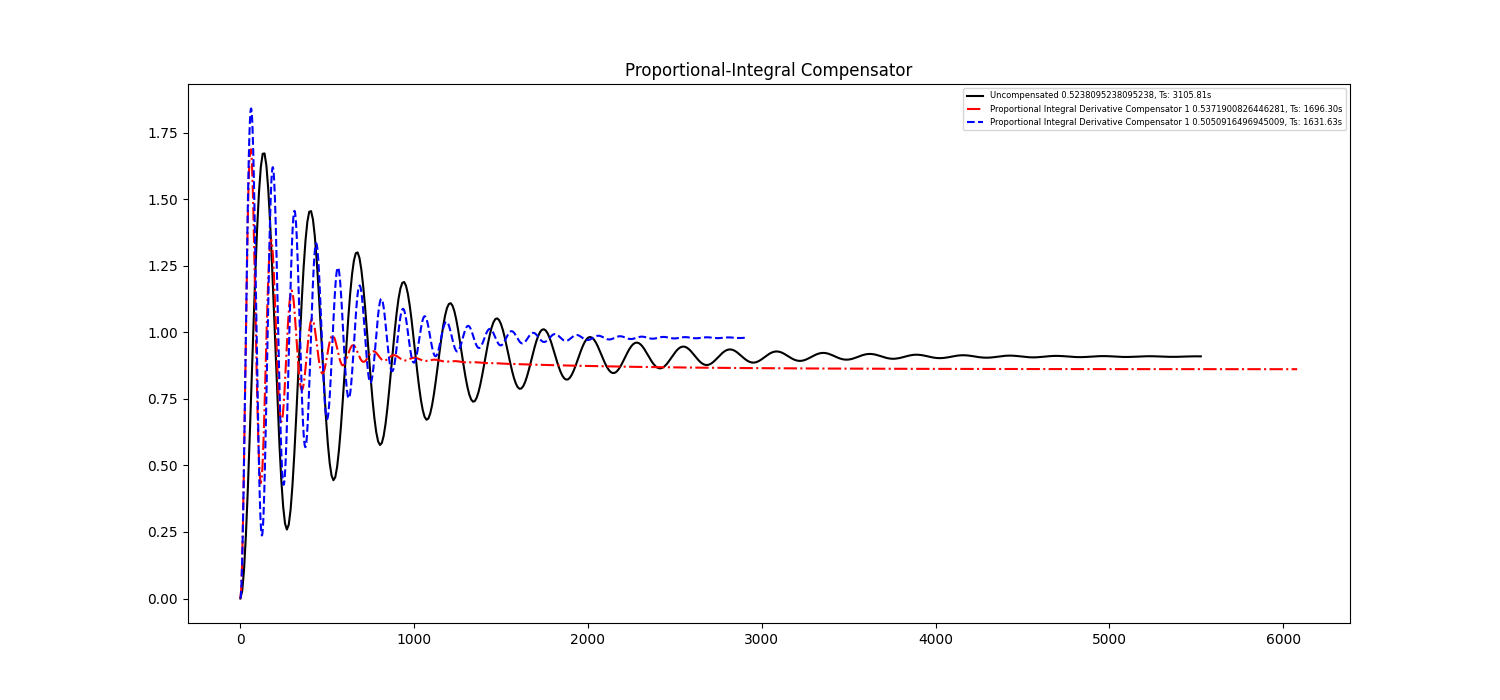 Proportional-Integral Compensator
Uncompensated 0.5238095238095238, Ts: 3105.81s
Proportional Integral Derivative Compensator 1 0.5371900826446281, Ts: 1696.30s
Proportional Integral Derivative Compensator 1 0.5050916496945009, Ts: 1631.63s
1.75
1.50
1.25
1.00
0.75
0.50
0.25
0.00
0 1000 2000 3000 4000 5000 6000